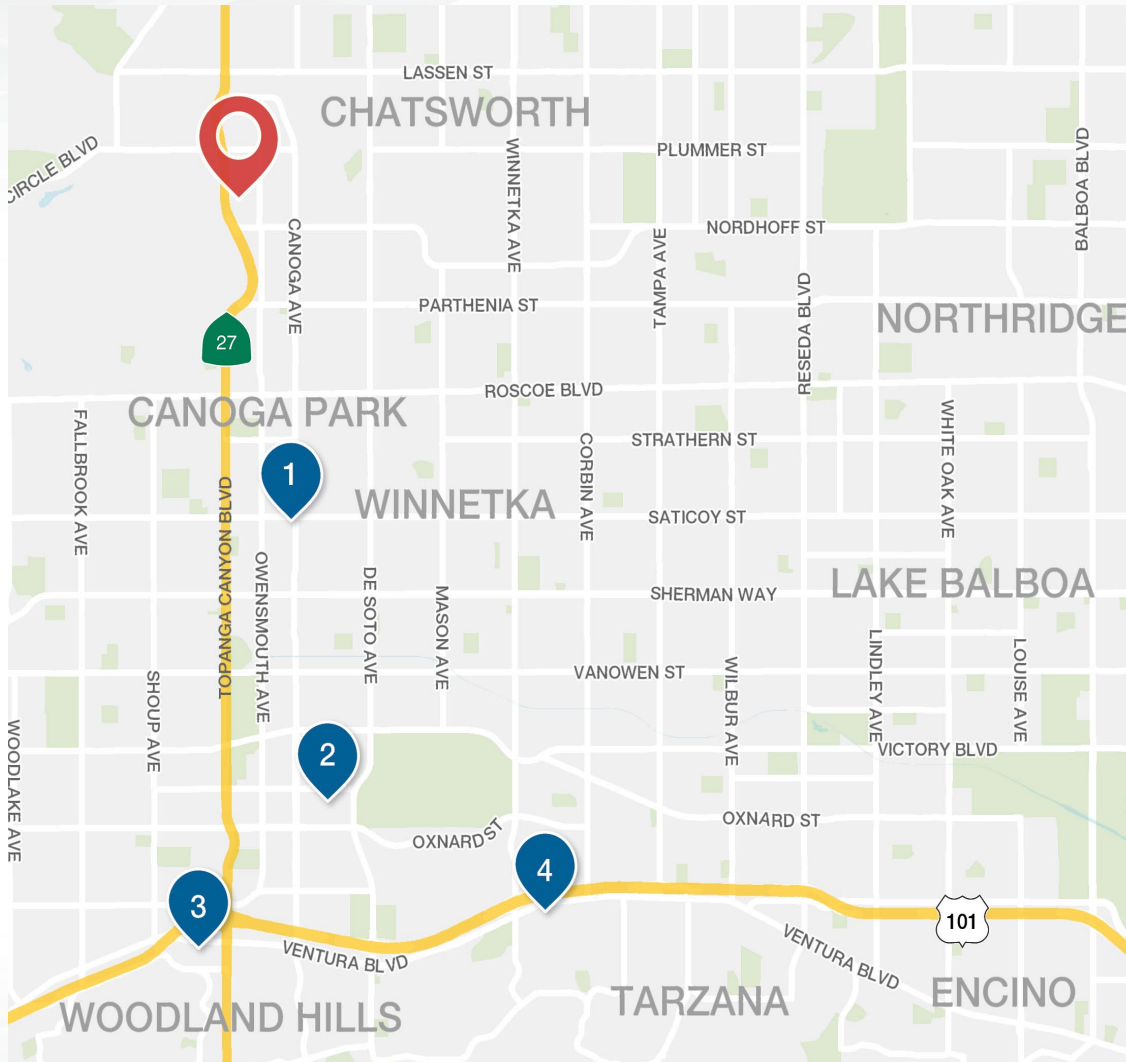 LASSEN ST
CHATSWORTH
CIRCLE BLVD
PLUMMER ST
WINNETKA AVE
BALBOA BLVD
CANOGA AVE
NORDHOFF ST
TAMPA AVE
RESEDA BLVD
PARTHENIA ST
NORTHRIDGE
27
ROSCOE BLVD
CANOGA PARK
FALLBROOK AVE
WHITE OAK AVE
STRATHERN ST
CORBIN AVE
1
WINNETKA
TOPANGA CANYON BLVD
SATICOY ST
OWENSMOUTH AVE
DE SOTO AVE
MASON AVE
SHERMAN WAY
LAKE BALBOA
LINDLEY AVE
LOUISE AVE
VANOWEN ST
WILBUR AVE
SHOUP AVE
WOODLAKE AVE
VICTORY BLVD
2
OXNARD ST
OXNARD ST
4
3
101
VENTURA BLVD
VENTURA BLVD
ENCINO
TARZANA
WOODLAND HILLS